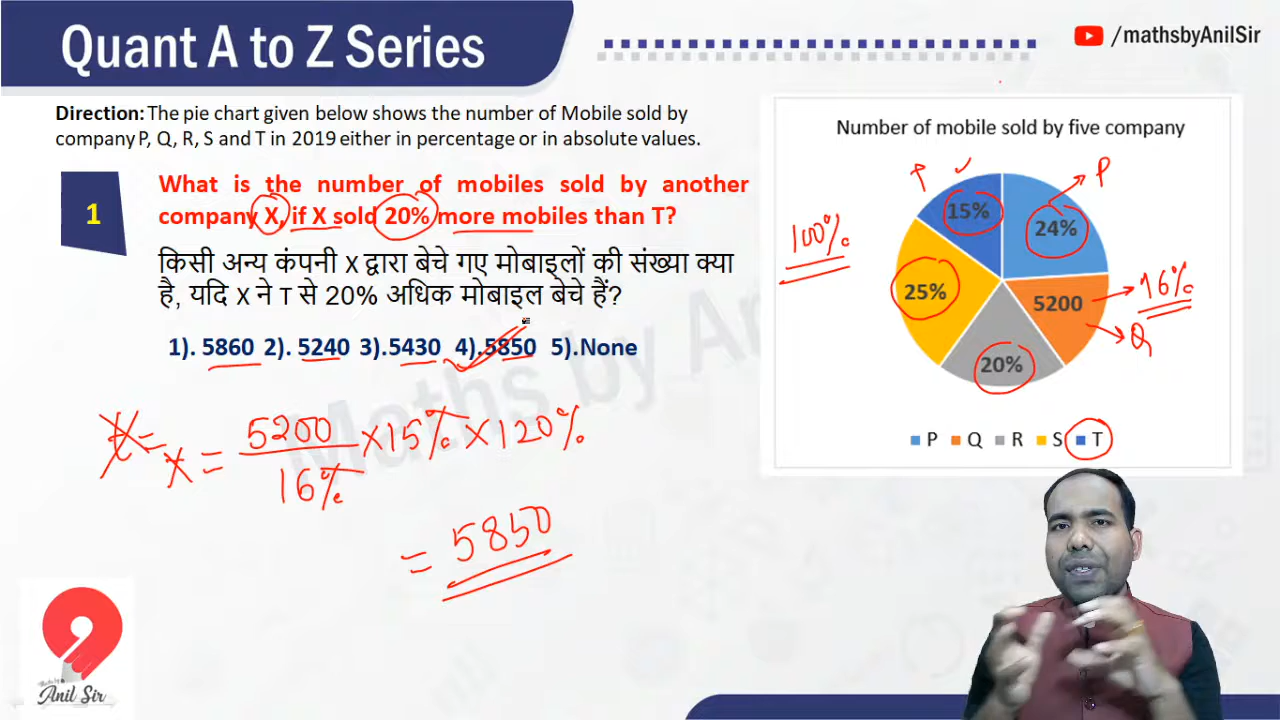 Quant A to Z Series
/mathsbyAnilSir
Direction: The pie chart given below shows the number of Mobile sold by
company P, Q, R, S and T in 2019 either in percentage or in absolute values.
1
What is the number of mobiles sold by another
company X, if X sold 20% more mobiles than T?
किसी अन्य कंपनी X द्वारा बेचे गए मोबाइलों की संख्या क्या
है, यदि X ने T से 20% अधिक मोबाइल बेचे हैं?
1). 5860 2). 5240 3).5430 4).5850 5).None
X = 5200
16%
×15% ×120%
= 5850
Number of mobile sold by five company
15%
24%
P
100%
25%
5200
16%
Q
20%
P Q R S T
Maths by An
Anil Sir